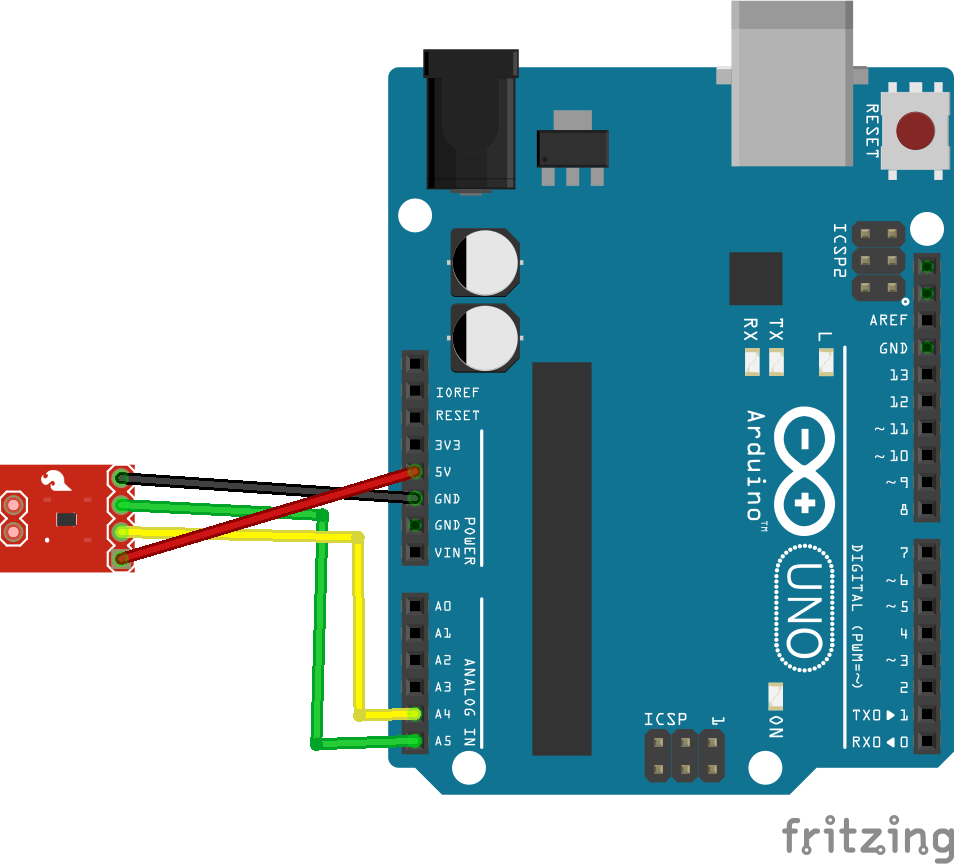 RESET
ICSP2
AREF
GND
13
12
~11
~10
~9
8
RX
TX
L
IOREF
RESET
3V3
5V
GND
GND
VIN
POWER
Arduino™
UNO
7
~6
~5
4
~3
2
TX0▶1
RX0◀0
DIGITAL (PWM=~)
A0
A1
A2
A3
A4
A5
ANALOG IN
ICSP
1
ON
fritzing